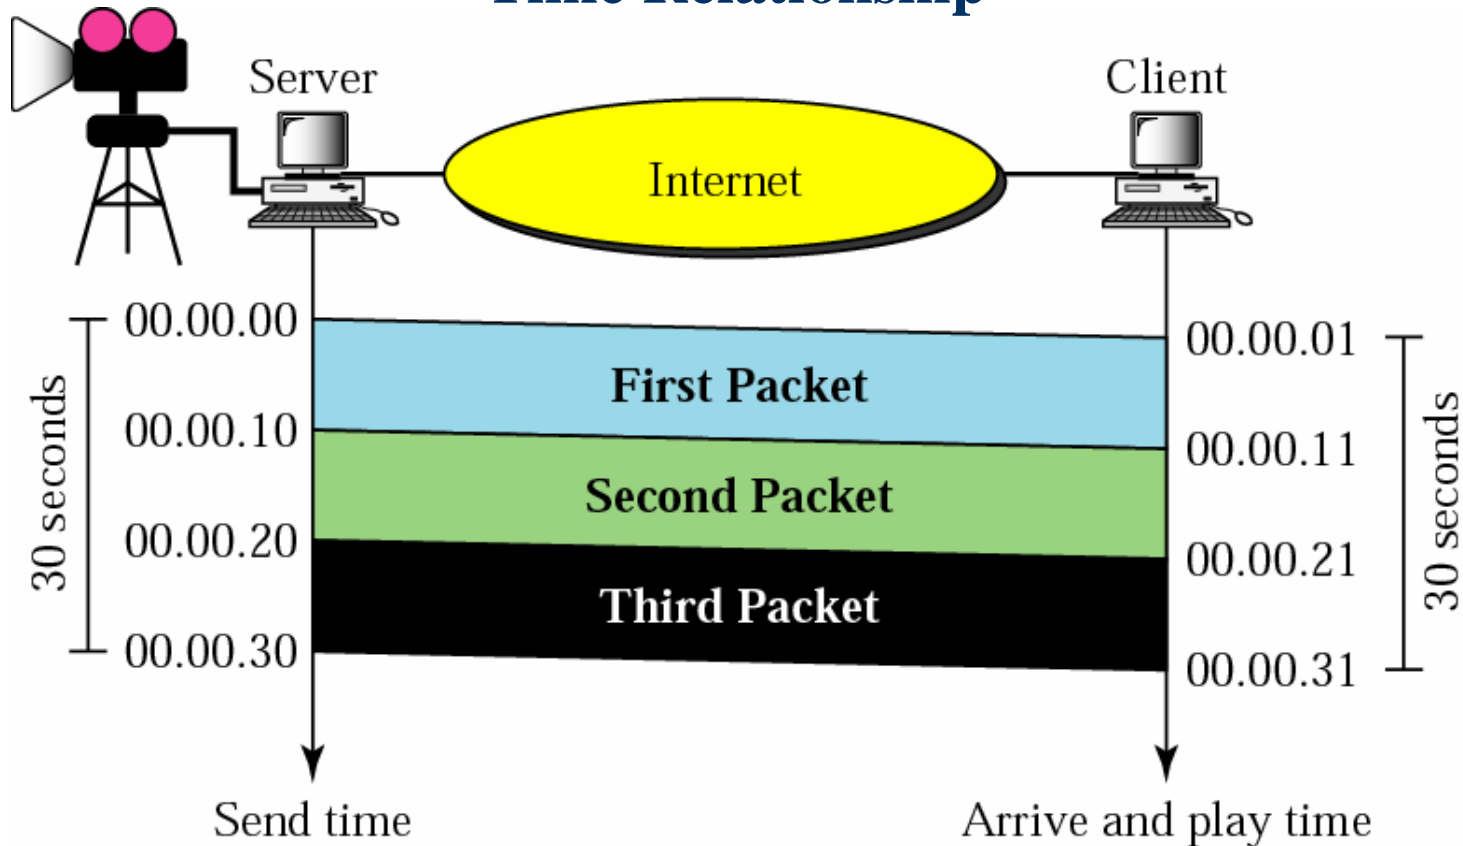 Time Relationship
Server
Client
Internet
00.00.00
00.00.01
First Packet
00.00.10
00.00.11
Second Packet
30 seconds
30 seconds
00.00.20
00.00.21
Third Packet
00.00.30
00.00.31
Send time
Arrive and play time